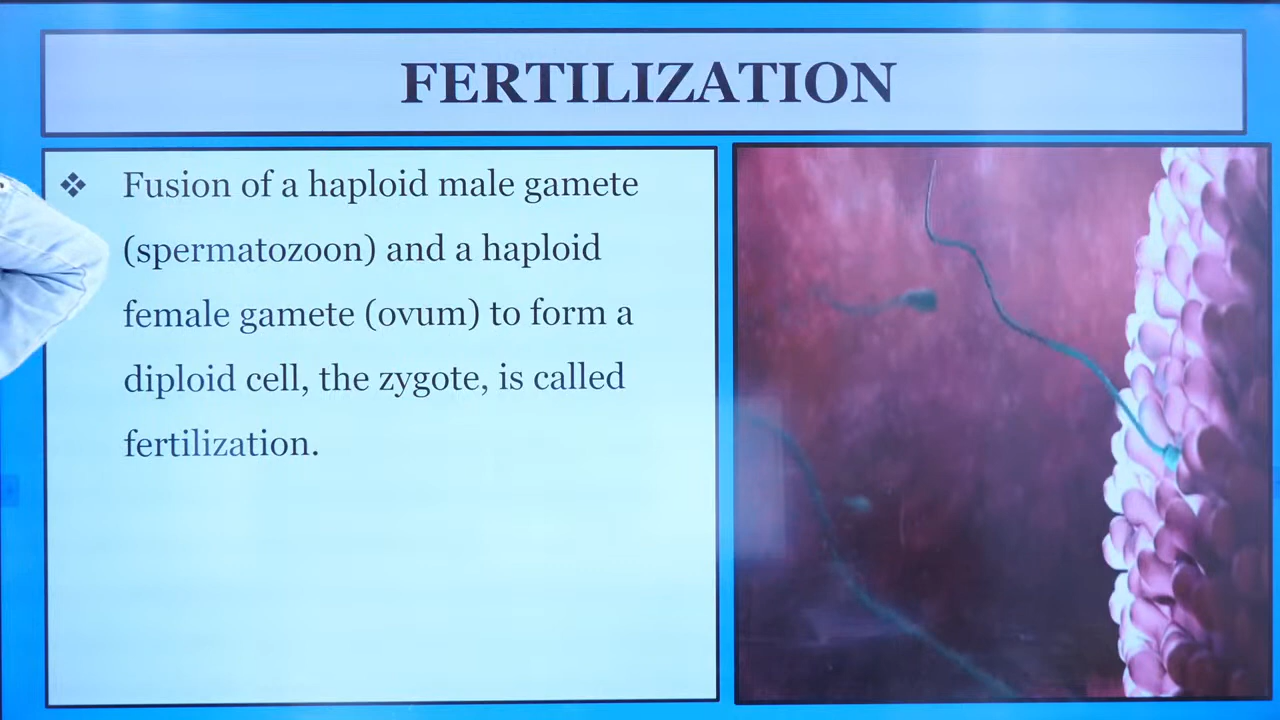 FERTILIZATION
❖ Fusion of a haploid male gamete
(spermatozoon) and a haploid
female gamete (ovum) to form a
diploid cell, the zygote, is called
fertilization.